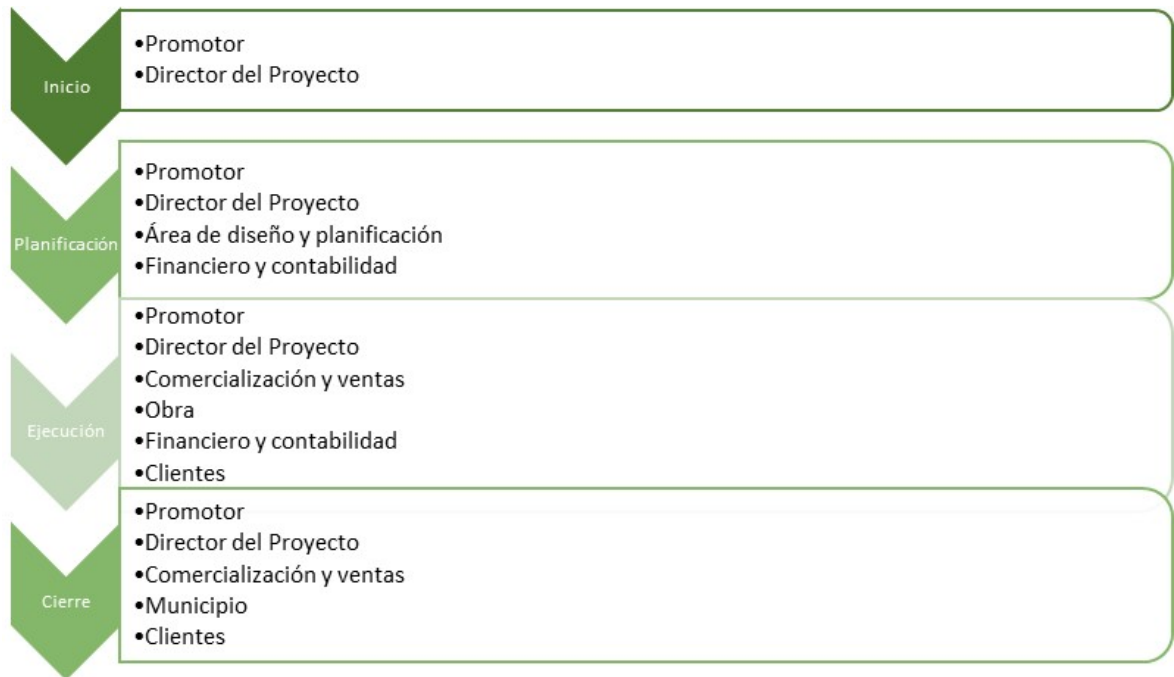 Inicio
•Promotor
•Director del Proyecto
Planificación
•Promotor
•Director del Proyecto
•Área de diseño y planificación
•Financiero y contabilidad
Ejecución
•Promotor
•Director del Proyecto
•Comercialización y ventas
•Obra
•Financiero y contabilidad
•Clientes
Cierre
•Promotor
•Director del Proyecto
•Comercialización y ventas
•Municipio
•Clientes